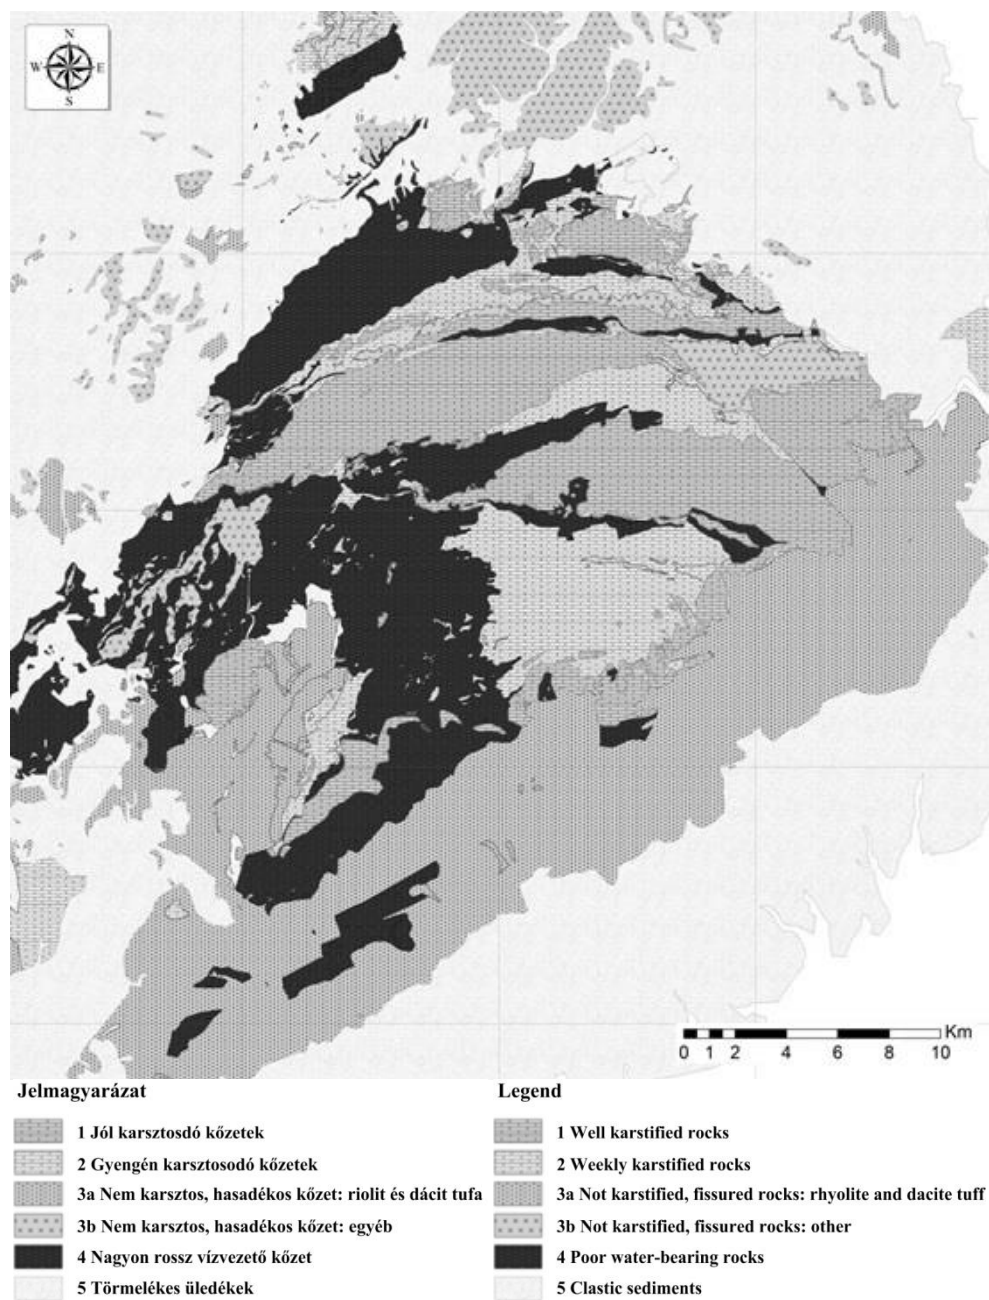 N
W E
S
Km
0 1 2 4 6 8 10
Jelmagyarázat
1 Jól karsztosdó kőzetek
2 Gyengén karsztosodó kőzetek
3a Nem karsztos, hasadékos kőzet: riolit és dácit tufa
3b Nem karsztos, hasadékos kőzet: egyéb
4 Nagyon rossz vízvezető kőzet
5 Törmelékes üledékek
Legend
1 Well karstified rocks
2 Weekly karstified rocks
3a Not karstified, fissured rocks: rhyolite and dacite tuff
3b Not karstified, fissured rocks: other
4 Poor water-bearing rocks
5 Clastic sediments